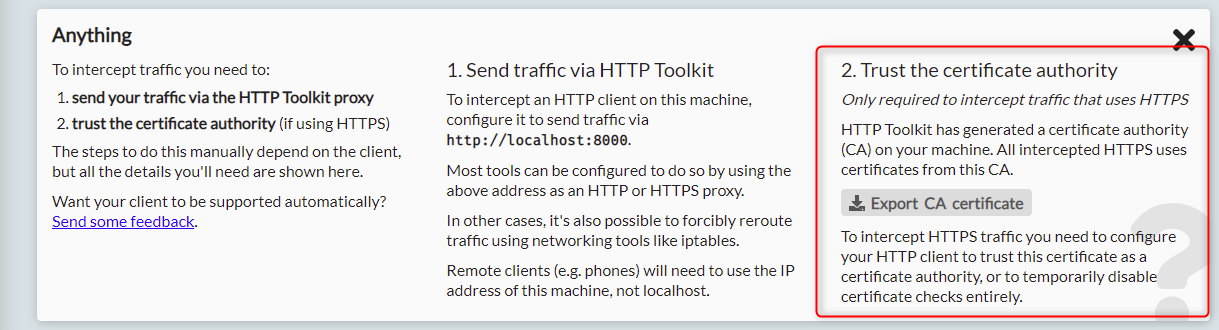 Anything
To intercept traffic you need to:
1. send your traffic via the HTTP Toolkit proxy
2. trust the certificate authority (if using HTTPS)
The steps to do this manually depend on the client,
but all the details you'll need are shown here.
Want your client to be supported automatically?
Send some feedback.
1. Send traffic via HTTP Toolkit
To intercept an HTTP client on this machine,
configure it to send traffic via
http://localhost:8000.
Most tools can be configured to do so by using the
above address as an HTTP or HTTPS proxy.
In other cases, it's also possible to forcibly reroute
traffic using networking tools like iptables.
Remote clients (e.g. phones) will need to use the IP
address of this machine, not localhost.
2. Trust the certificate authority
Only required to intercept traffic that uses HTTPS
HTTP Toolkit has generated a certificate authority
(CA) on your machine. All intercepted HTTPS uses
certificates from this CA.
Export CA certificate
To intercept HTTPS traffic you need to configure
your HTTP client to trust this certificate as a
certificate authority, or to temporarily disable
certificate checks entirely.